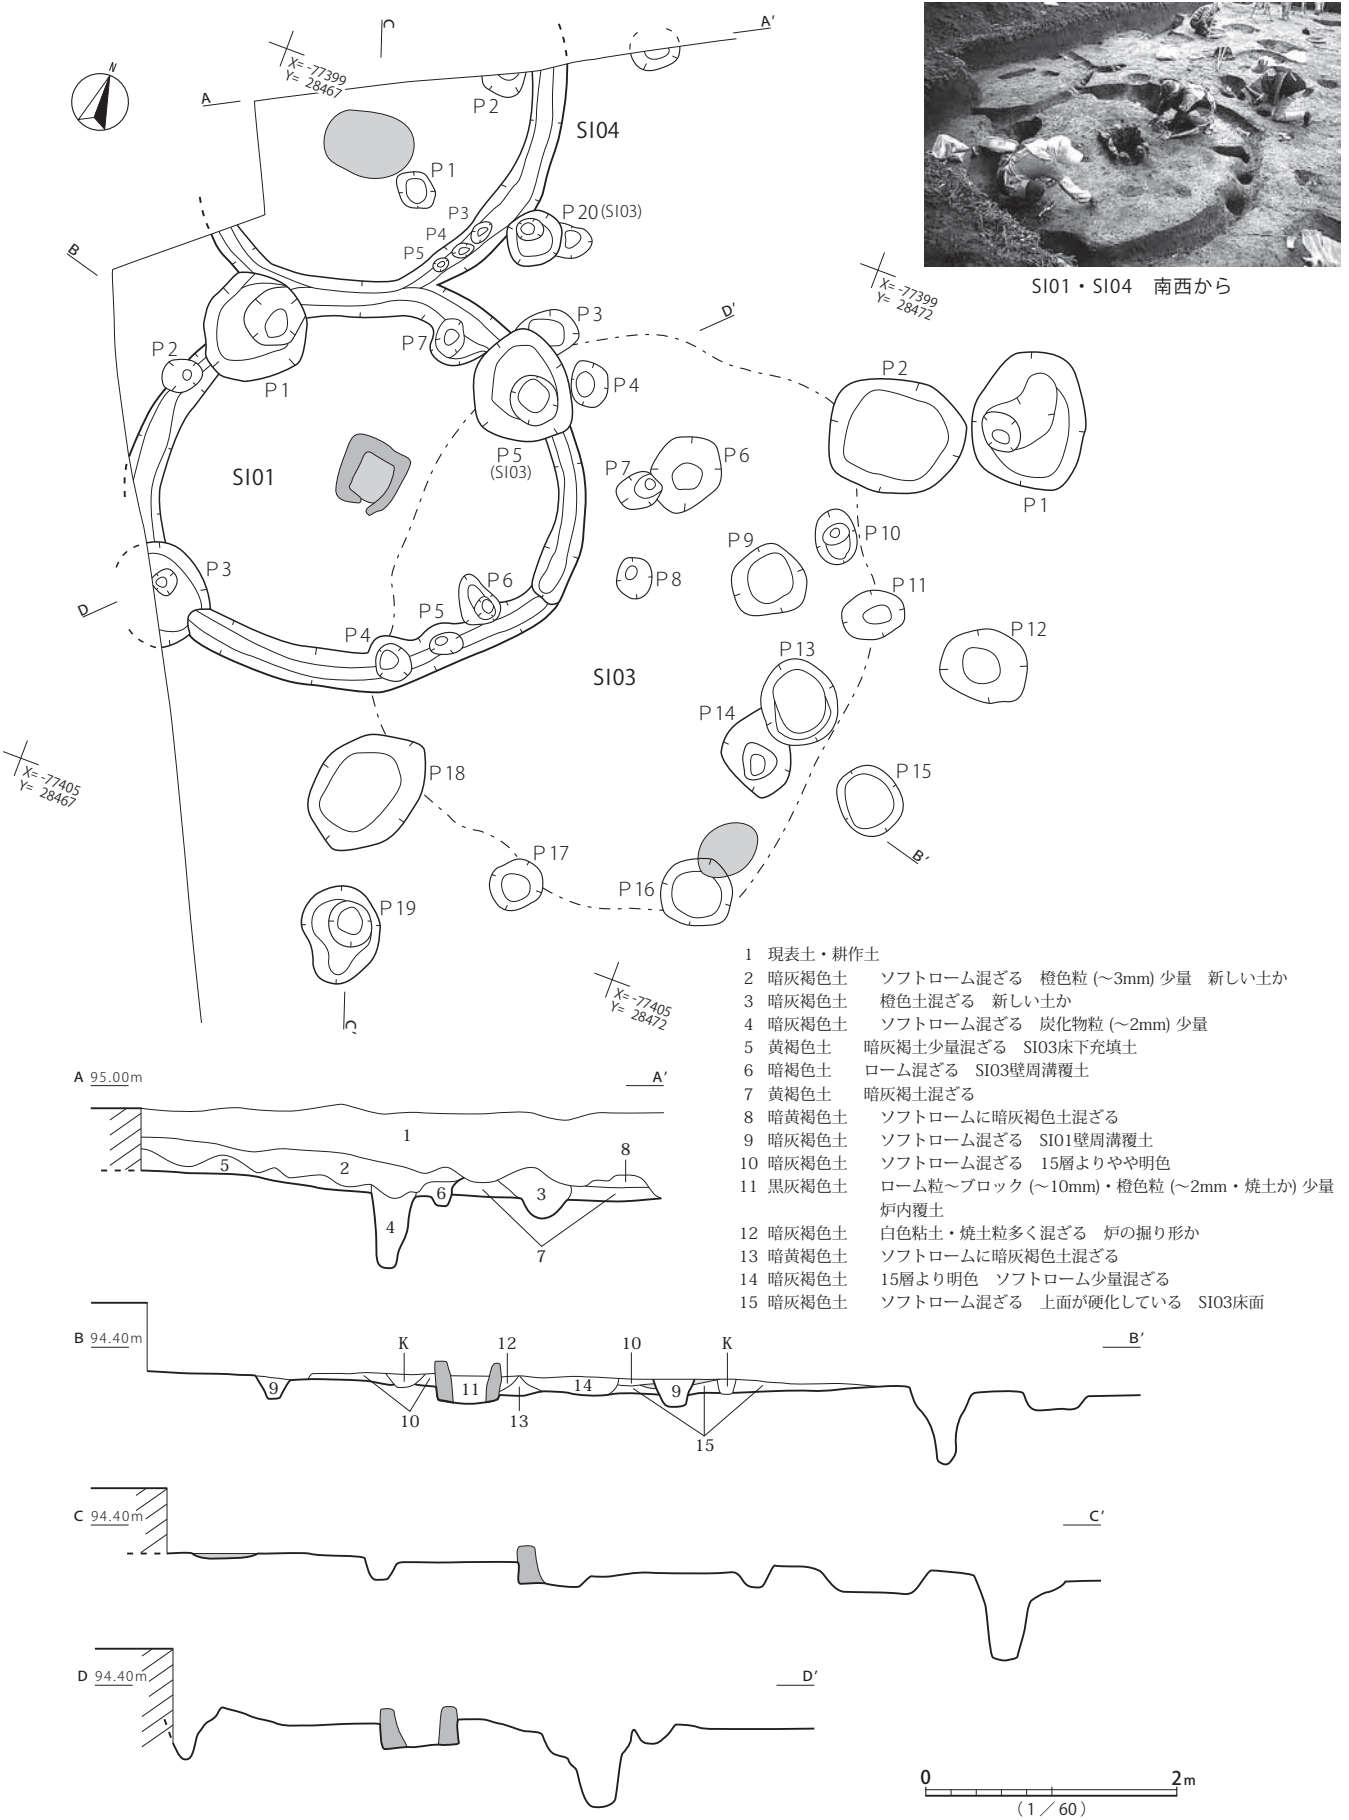 C
A'
X= -77399
Y= 28467
N
A
P2
SI04
P1
P3
P20(SI03)
P4
P5
B
SI01・SI04　南西から
X= -77399
Y= 28472
D'
P3
P7
P2
P1
P4
P2
P5
(SI03)
SI01
P7
P6
P1
P10
P9
P3
P6
P8
P11
D
P5
P4
P12
P13
SI03
P14
P18
P15
X= -77405
Y= 28467
B'
P17
P16
P19
X= -77405
Y= 28472
C'
1　現表土・耕作土
2　暗灰褐色土　　ソフトローム混ざる　橙色粒 (～3mm) 少量　新しい土か
3　暗灰褐色土　　橙色土混ざる　新しい土か
4　暗灰褐色土　　ソフトローム混ざる　炭化物粒 (～2mm) 少量
5　黄褐色土　　暗灰褐土少量混ざる　SI03床下充填土
6　暗褐色土　　ローム混ざる　SI03壁周溝覆土
7　黄褐色土　　暗灰褐土混ざる
8　暗黄褐色土　　ソフトロームに暗灰褐色土混ざる
9　暗灰褐色土　　ソフトローム混ざる　SI01壁周溝覆土
10　暗灰褐色土　　ソフトローム混ざる　15層よりやや明色
11　黒灰褐色土　　ローム粒～ブロック (～10mm)・橙色粒 (～2mm・焼土か) 少量
炉内覆土
12　暗灰褐色土　　白色粘土・焼土粒多く混ざる　炉の掘り形か
13　暗黄褐色土　　ソフトロームに暗灰褐色土混ざる
14　暗灰褐色土　　15層より明色　ソフトローム少量混ざる
15　暗灰褐色土　　ソフトローム混ざる　上面が硬化している　SI03床面
A 95.00m
A'
1
8
5
2
6
3
4
7
B 94.40m
B'
K
12
10
K
9
11
14
9
10
13
15
C 94.40m
C'
D 94.40m
D'
0
2m
（1／60）